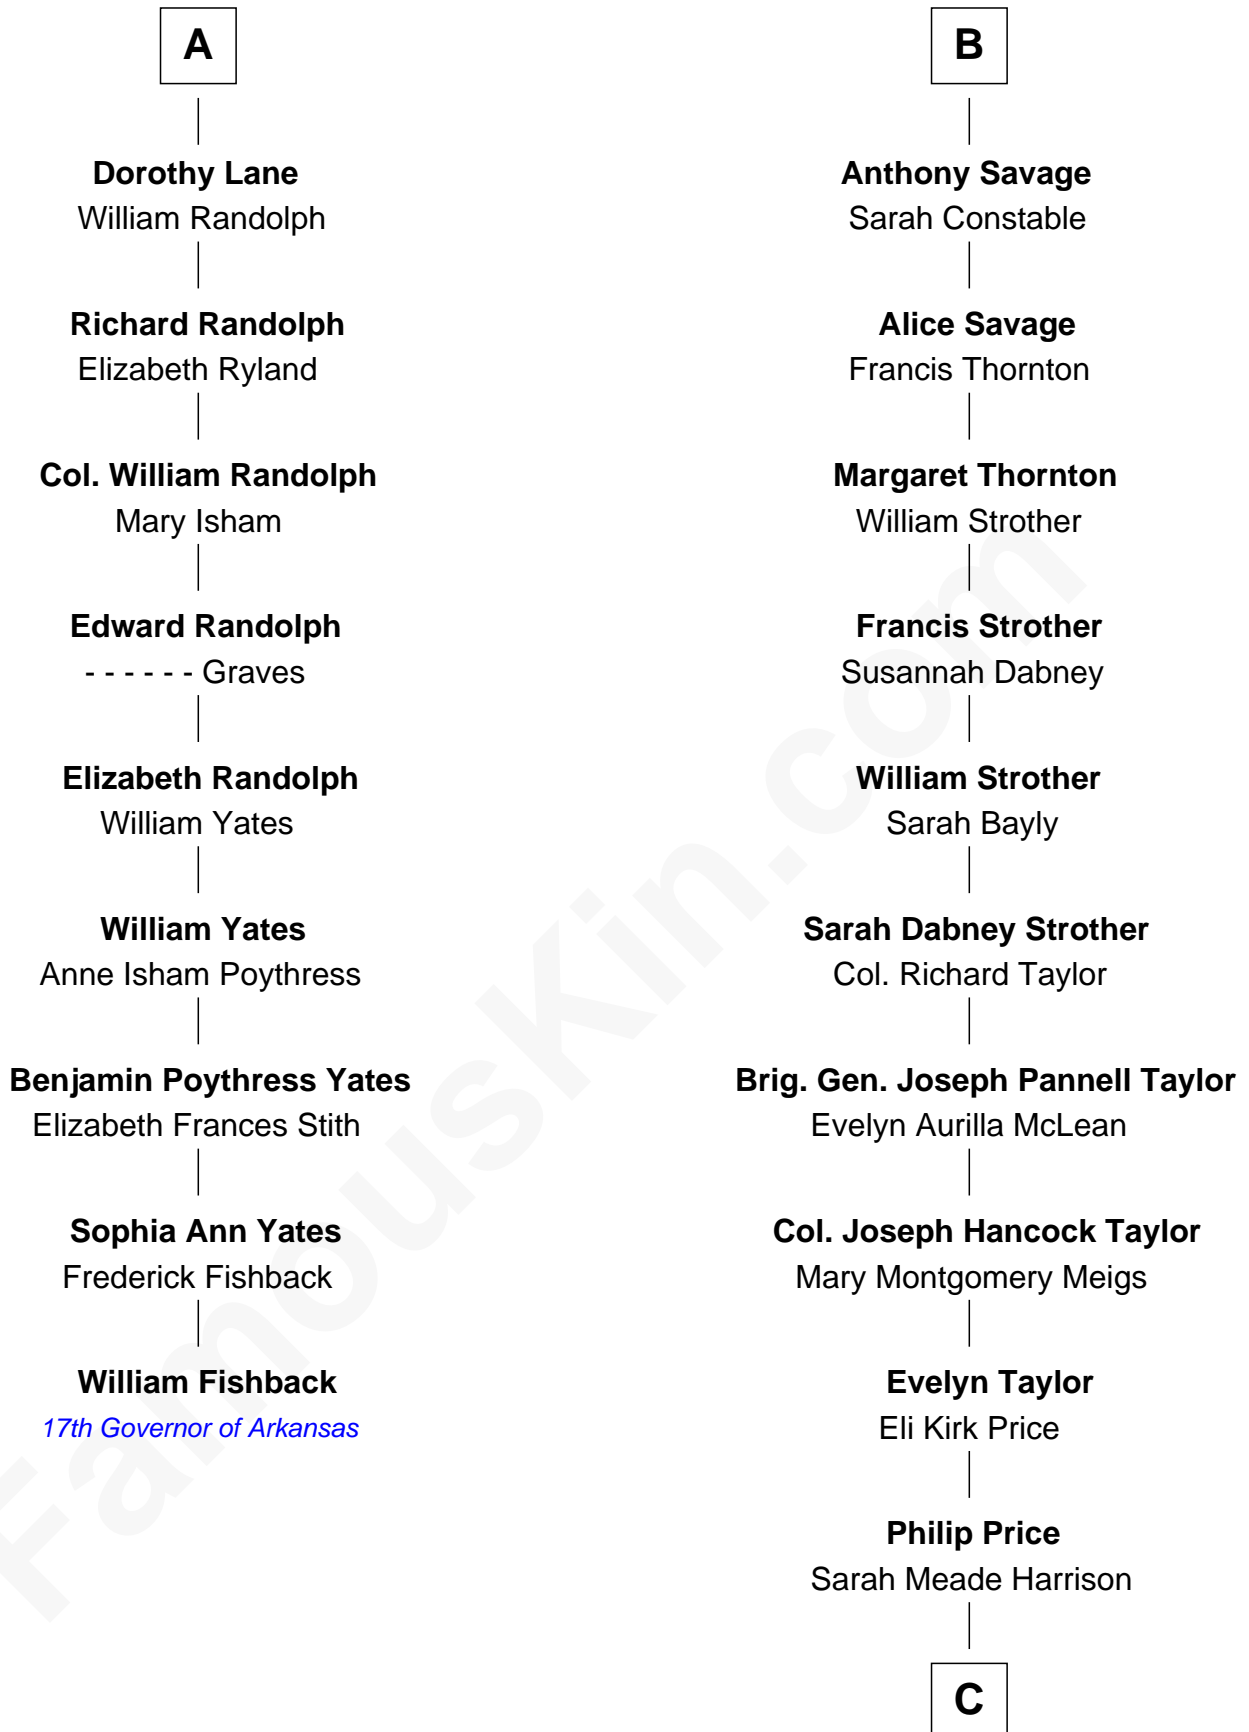 A
Dorothy Lane
William Randolph
Richard Randolph
Elizabeth Ryland
Col. William Randolph
Mary Isham
Edward Randolph
- - - - - - Graves
Elizabeth Randolph
William Yates
William Yates
Anne Isham Poythress
Benjamin Poythress Yates
Elizabeth Frances Stith
Sophia Ann Yates
Frederick Fishback
William Fishback
17th Governor of Arkansas
B
Anthony Savage
Sarah Constable
Alice Savage
Francis Thornton
Margaret Thornton
William Strother
Francis Strother
Susannah Dabney
William Strother
Sarah Bayly
Sarah Dabney Strother
Col. Richard Taylor
Brig. Gen. Joseph Pannell Taylor
Evelyn Aurilla McLean
Col. Joseph Hancock Taylor
Mary Montgomery Meigs
Evelyn Taylor
Eli Kirk Price
Philip Price
Sarah Meade Harrison
C
FamousKin.com